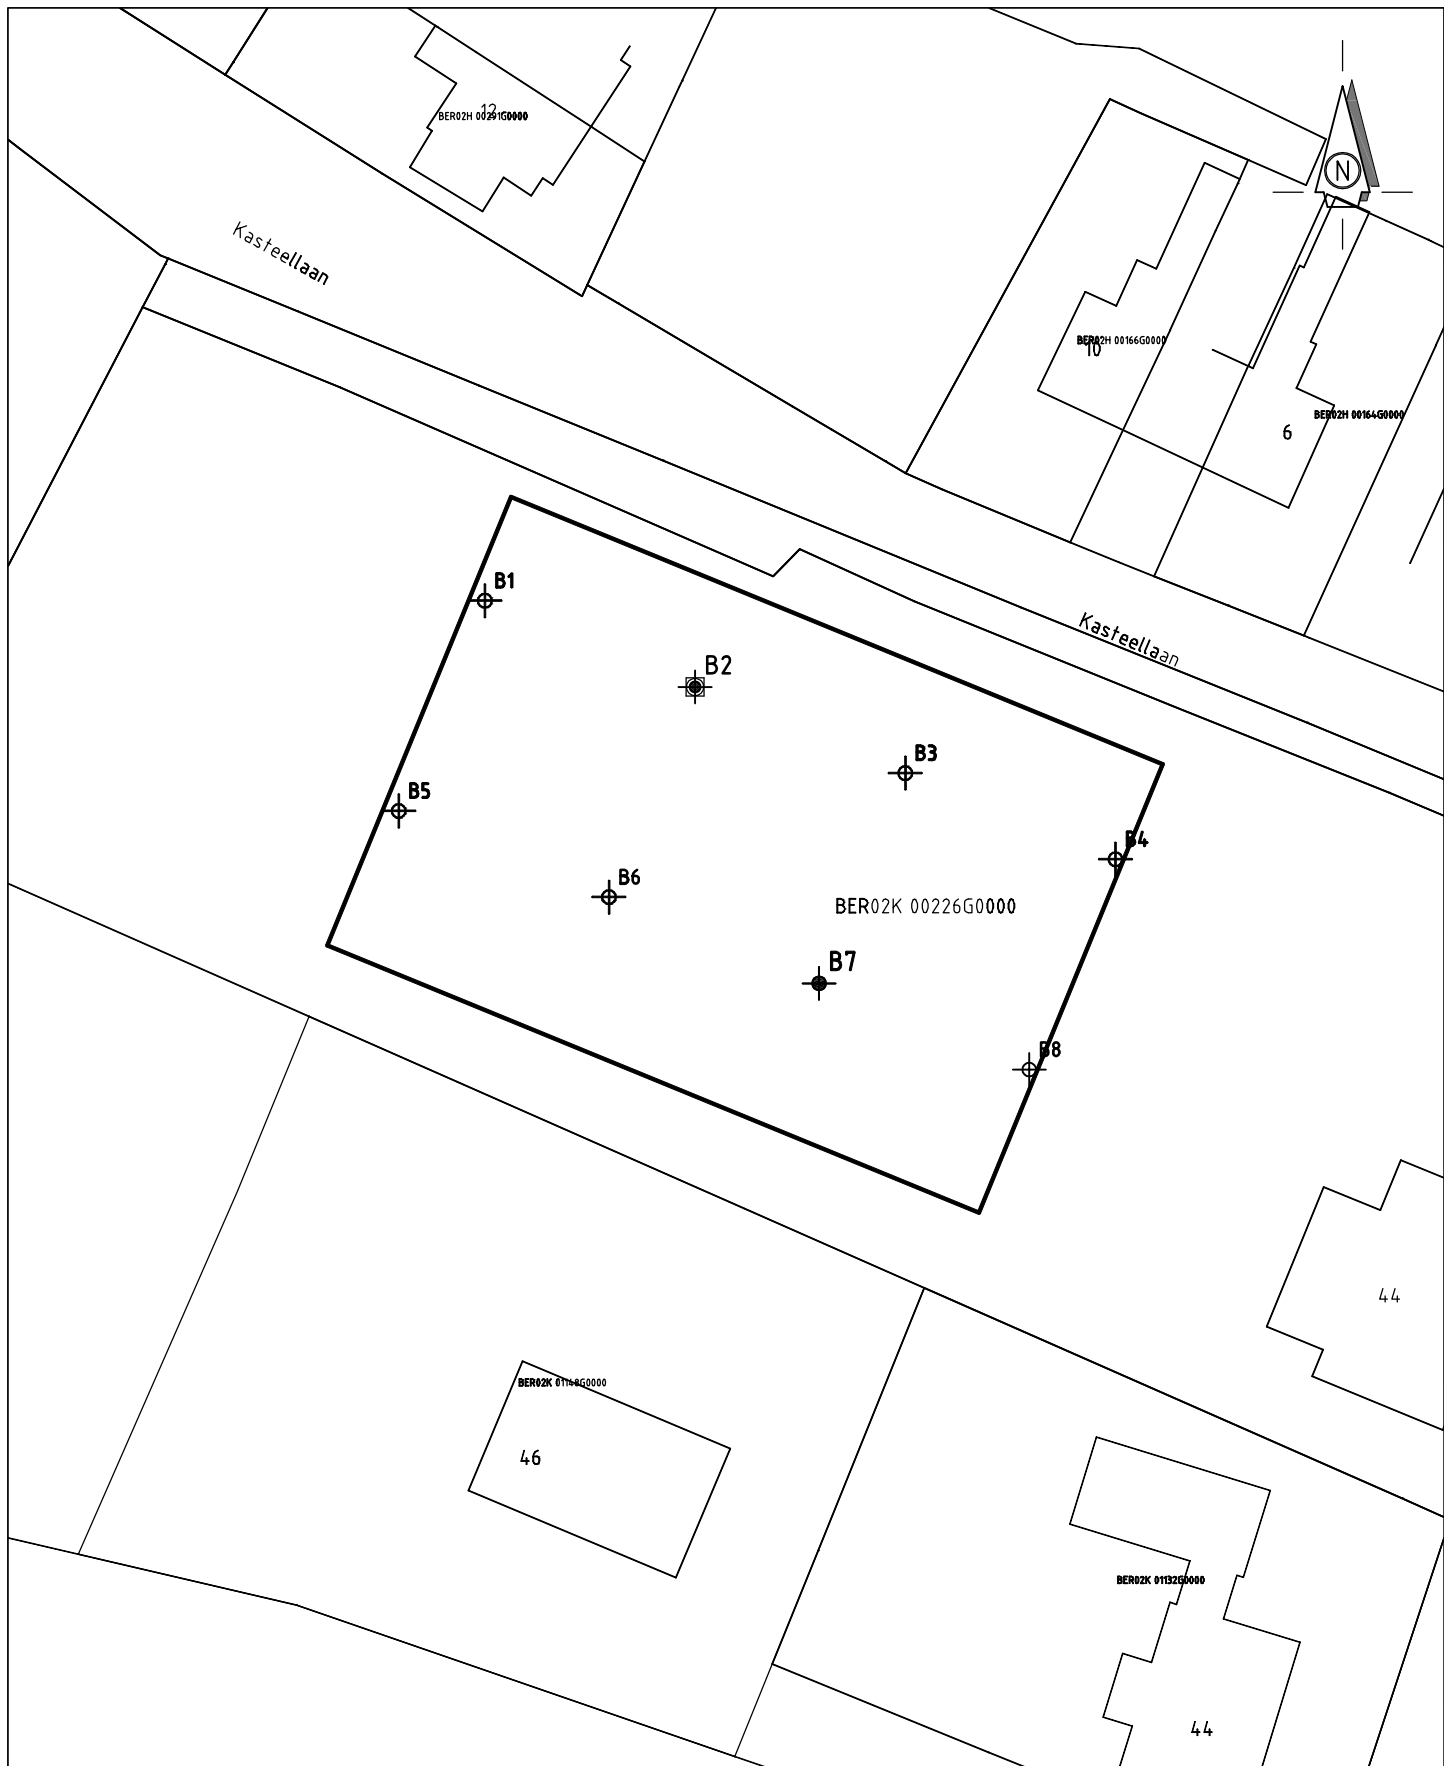 12
BER02H 00291G0000
N
Kasteellaan
BER02H 00166G0000
10
BER02H 00164G0000
6
B1
Kasteellaan
B2
B3
B5
B4
B6
BER02K 00226G0000
B7
B8
44
BER02K 01148G0000
46
BER02K 01132G0000
44